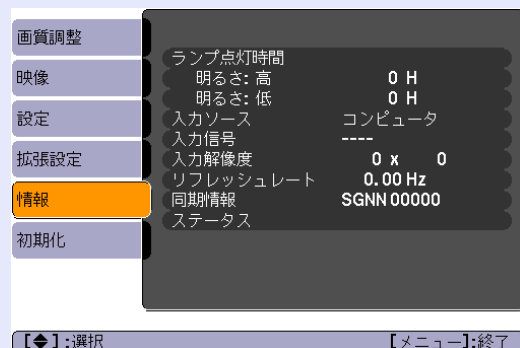 画質調整
映像
設定
拡張設定
情報
初期化
ランプ点灯時間
明るさ: 高 0 H
明るさ: 低 0 H
入力ソース コンピュータ
入力信号 ----
入力解像度 0 x 0
リフレッシュレート 0.00 Hz
同期情報 SGNN 00000
ステータス
[◆]:選択 [メニュー]:終了